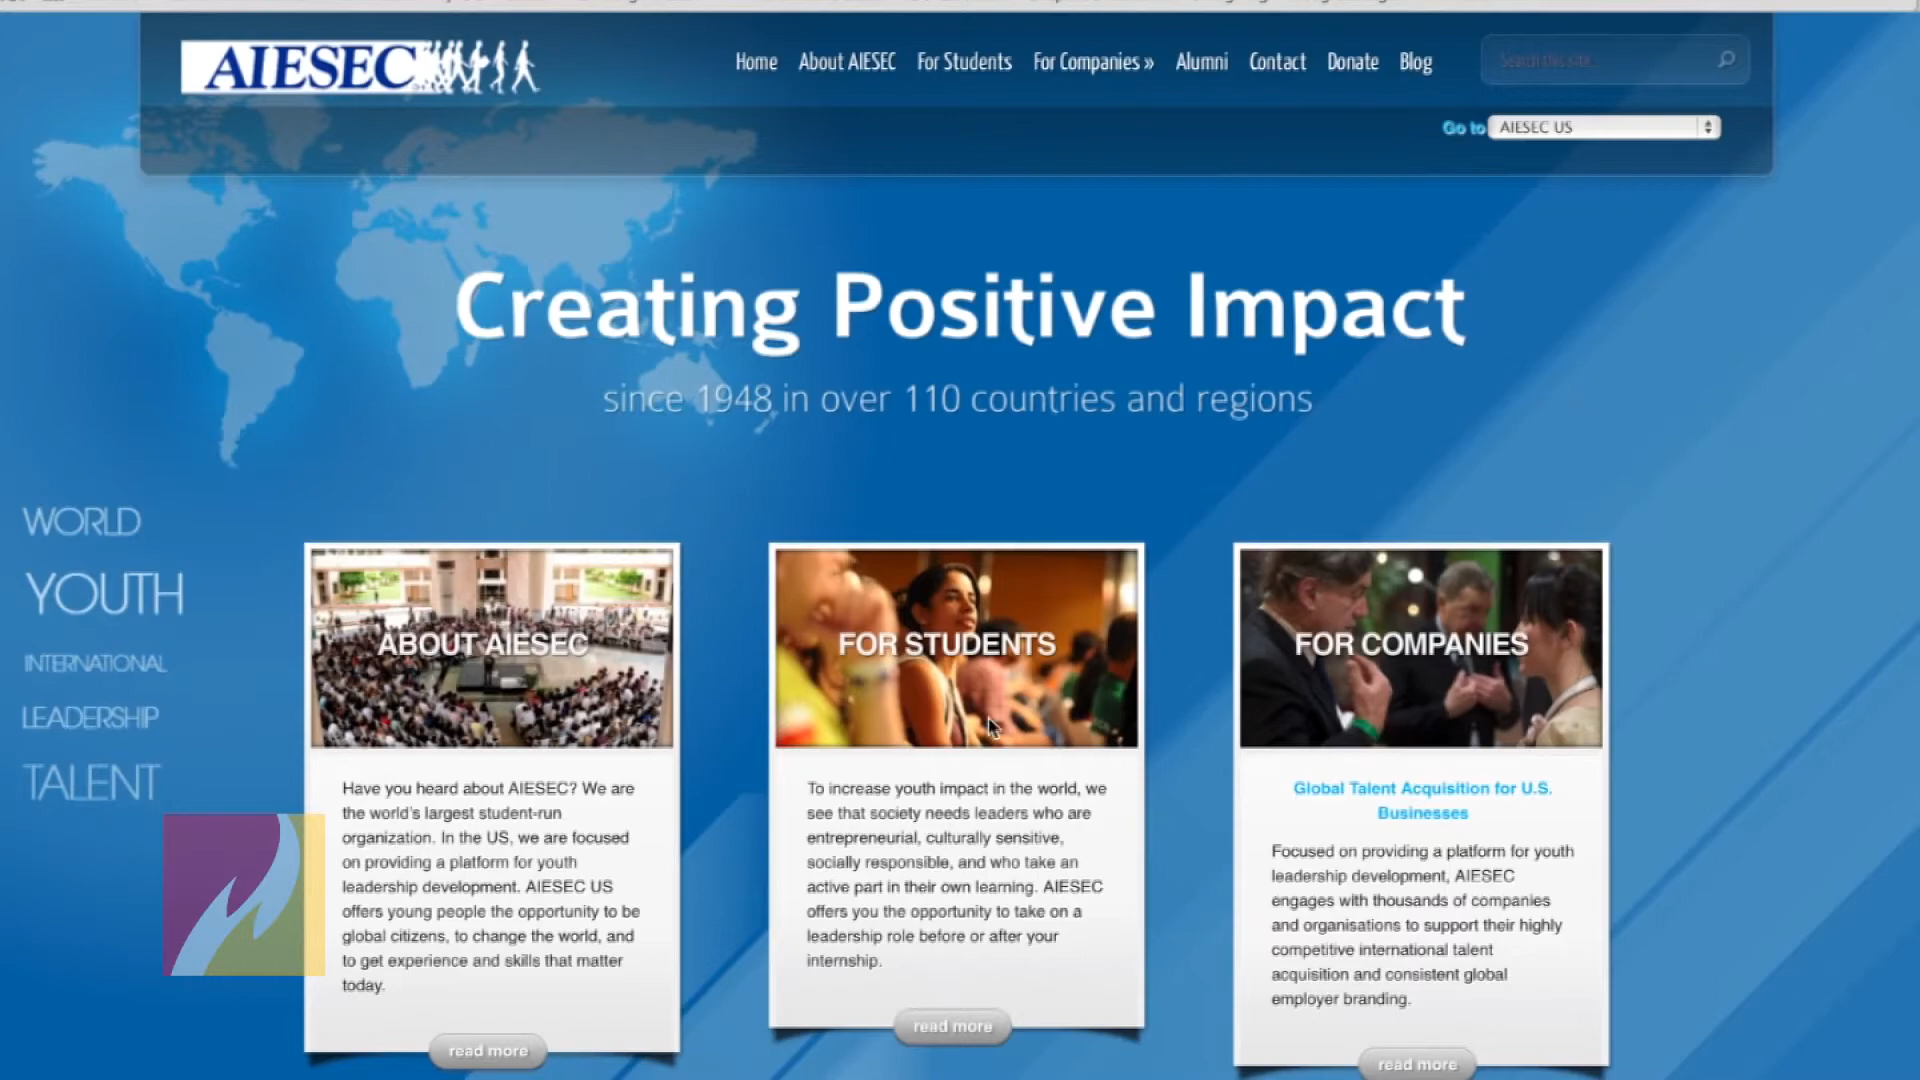 AIESEC
Home About AIESEC For Students For Companies » Alumni Contact Donate Blog
Search this site...
Go to AIESEC US
Creating Positive Impact
since 1948 in over 110 countries and regions
WORLD
YOUTH
INTERNATIONAL
LEADERSHIP
TALENT
ABOUT AIESEC
Have you heard about AIESEC? We are
the world's largest student-run
organization. In the US, we are focused
on providing a platform for youth
leadership development. AIESEC US
offers young people the opportunity to be
global citizens, to change the world, and
to get experience and skills that matter
today.
read more
FOR STUDENTS
To increase youth impact in the world, we
see that society needs leaders who are
entrepreneurial, culturally sensitive,
socially responsible, and who take an
active part in their own learning. AIESEC
offers you the opportunity to take on a
leadership role before or after your
internship.
read more
FOR COMPANIES
Global Talent Acquisition for U.S.
Businesses
Focused on providing a platform for youth
leadership development, AIESEC
engages with thousands of companies
and organisations to support their highly
competitive international talent
acquisition and consistent global
employer branding.
read more